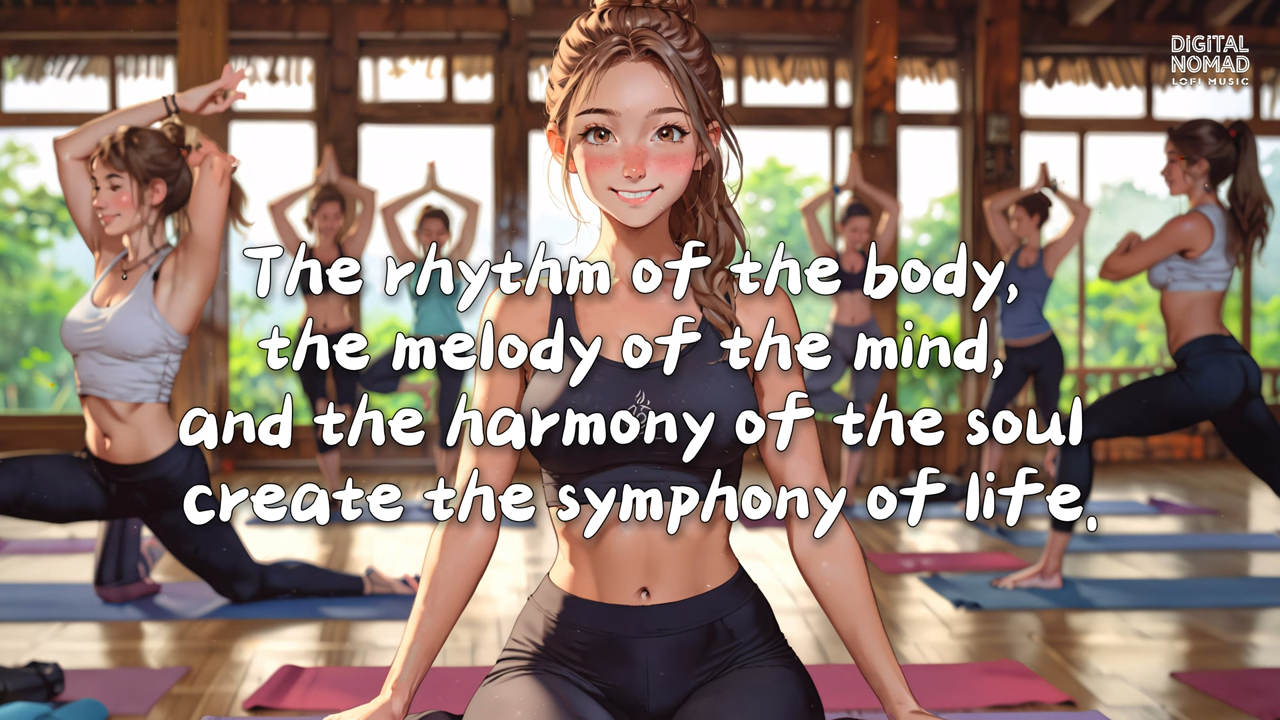 DIGITAL
NOMAD
LOFI MUSIC
The rhythm of the body,
the melody of the mind,
and the harmony of the soul
create the symphony of life.